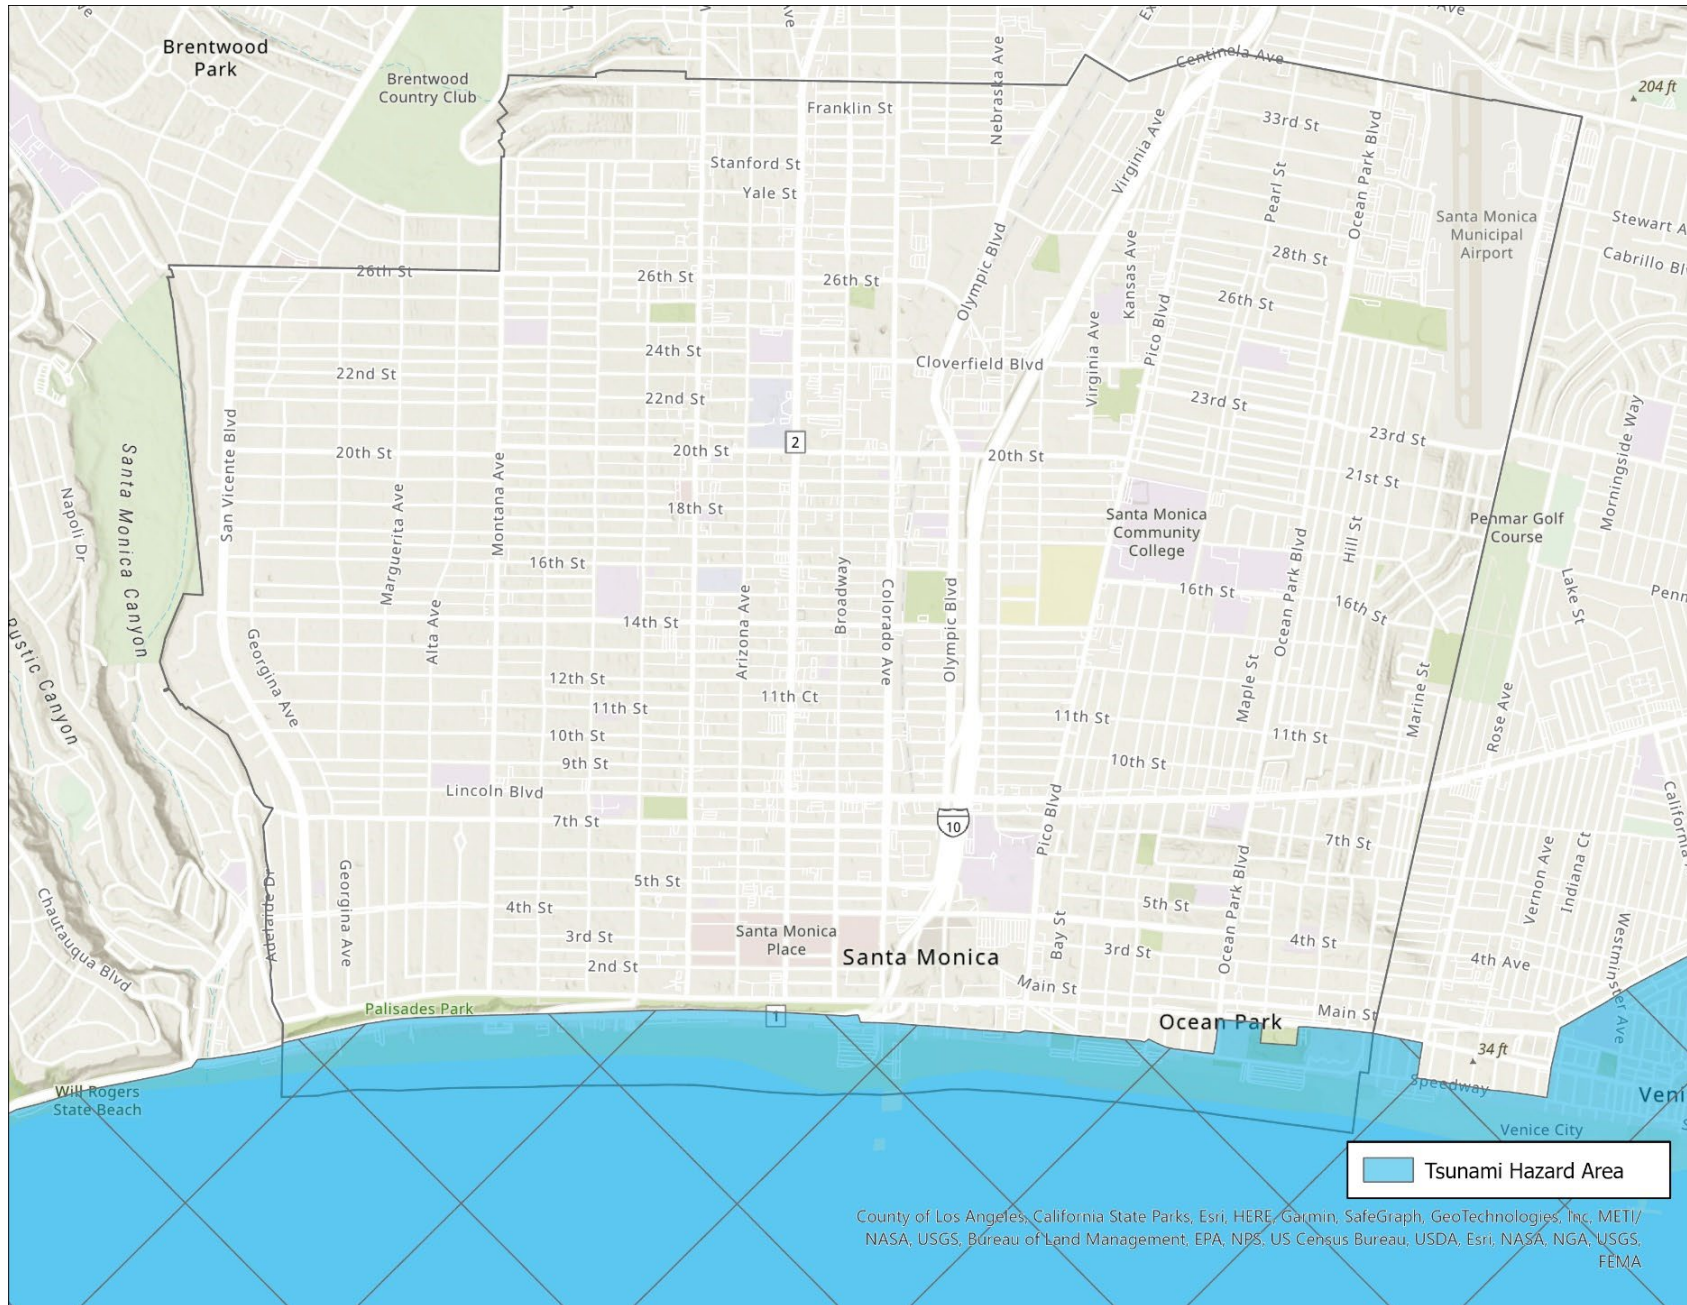 Brentwood
Park
Brentwood
Country Club
Centinela Ave
204 ft
Franklin St
Nebraska Ave
33rd St
Virginia Ave
Ocean Park Blvd
Stanford St
Yale St
Pearl St
Santa Monica
Municipal
Airport
Stewart A
Cabrillo Bl
26th St
26th St
26th St
Olympic Blvd
Kansas Ave
28th St
26th St
Pico Blvd
Virginia Ave
24th St
22nd St
22nd St
Cloverfield Blvd
23rd St
23rd St
San Vicente Blvd
Santa Monica Canyon
Napoli Dr
20th St
Montana Ave
20th St
2
20th St
21st St
Morningside Way
Marguerita Ave
18th St
Santa Monica
Community
College
Hill St
Penmar Golf
Course
16th St
Broadway
Colorado Ave
Olympic Blvd
16th St
Ocean Park Blvd
16th St
Lake St
Penm
Rustic Canyon
Georgina Ave
Alta Ave
14th St
Arizona Ave
12th St
11th Ct
11th St
11th St
Maple St
11th St
Marine St
Rose Ave
10th St
9th St
10th St
Lincoln Blvd
7th St
10
Pico Blvd
7th St
California
Chautauqua Blvd
Adelaide Dr
Georgina Ave
5th St
4th St
3rd St
2nd St
Santa Monica
Place
Santa Monica
Bay St
5th St
3rd St
Ocean Park Blvd
4th St
Vernon Ave
Indiana Ct
Westminster Ave
4th Ave
Main St
Main St
Palisades Park
1
Ocean Park
34 ft
Will Rogers
State Beach
Speedway
Veni
Venice City
Tsunami Hazard Area
County of Los Angeles, California State Parks, Esri, HERE, Garmin, SafeGraph, GeoTechnologies, Inc, METI/
NASA, USGS, Bureau of Land Management, EPA, NPS, US Census Bureau, USDA, Esri, NASA, NGA, USGS,
FEMA